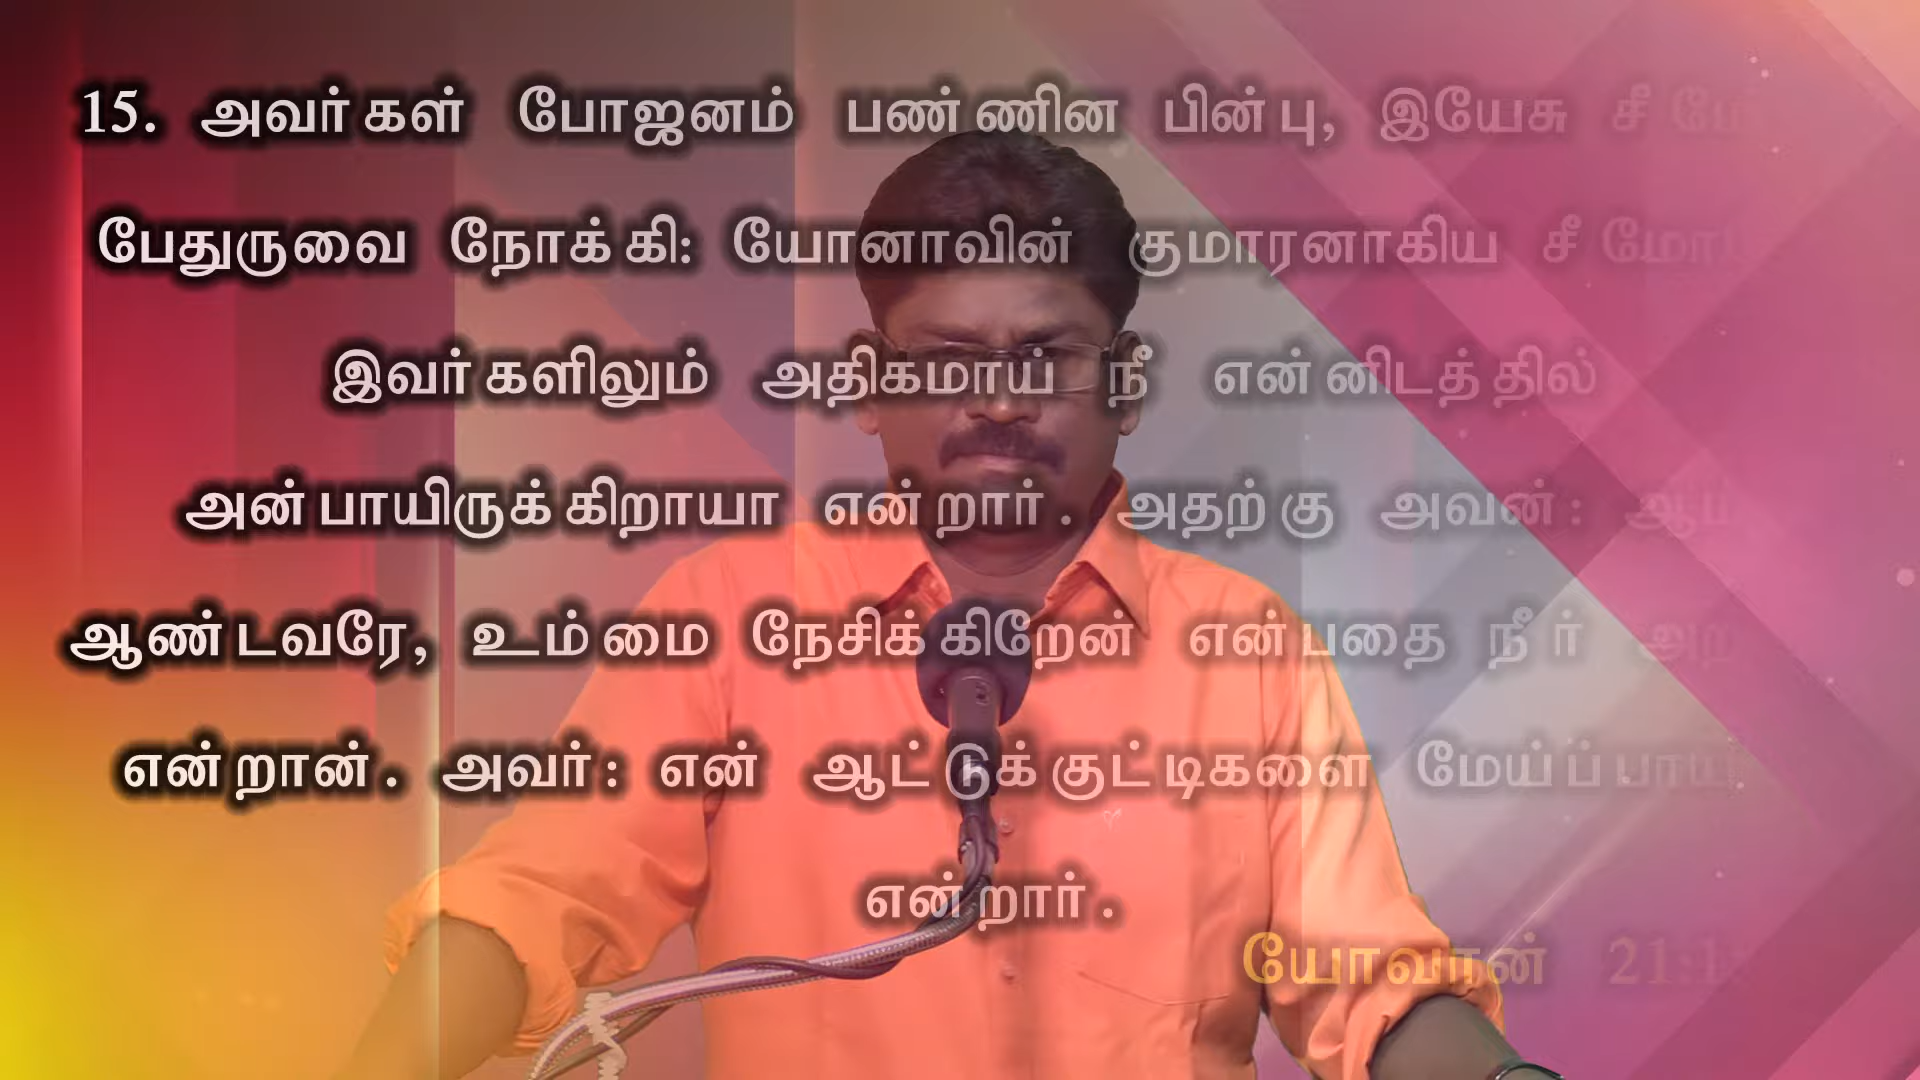 15. அவர்கள் போஜனம் பண்ணின பின்பு, இயேசு
பேதுருவை நோக்கி: யோனாவின் குமாரனாகிய
இவர்களிலும் அதிகமாய் நீ என்னிடத்தில்
அன்பாயிருக்கிறாயா என்றார். அதற்கு அவன்:
ஆண்டவரே, உம்மை நேசிக்கிறேன் என்பதை நீர்
என்றான். அவர்: என் ஆட்டுக்குட்டிகளை
என்றார்.
யோவான்